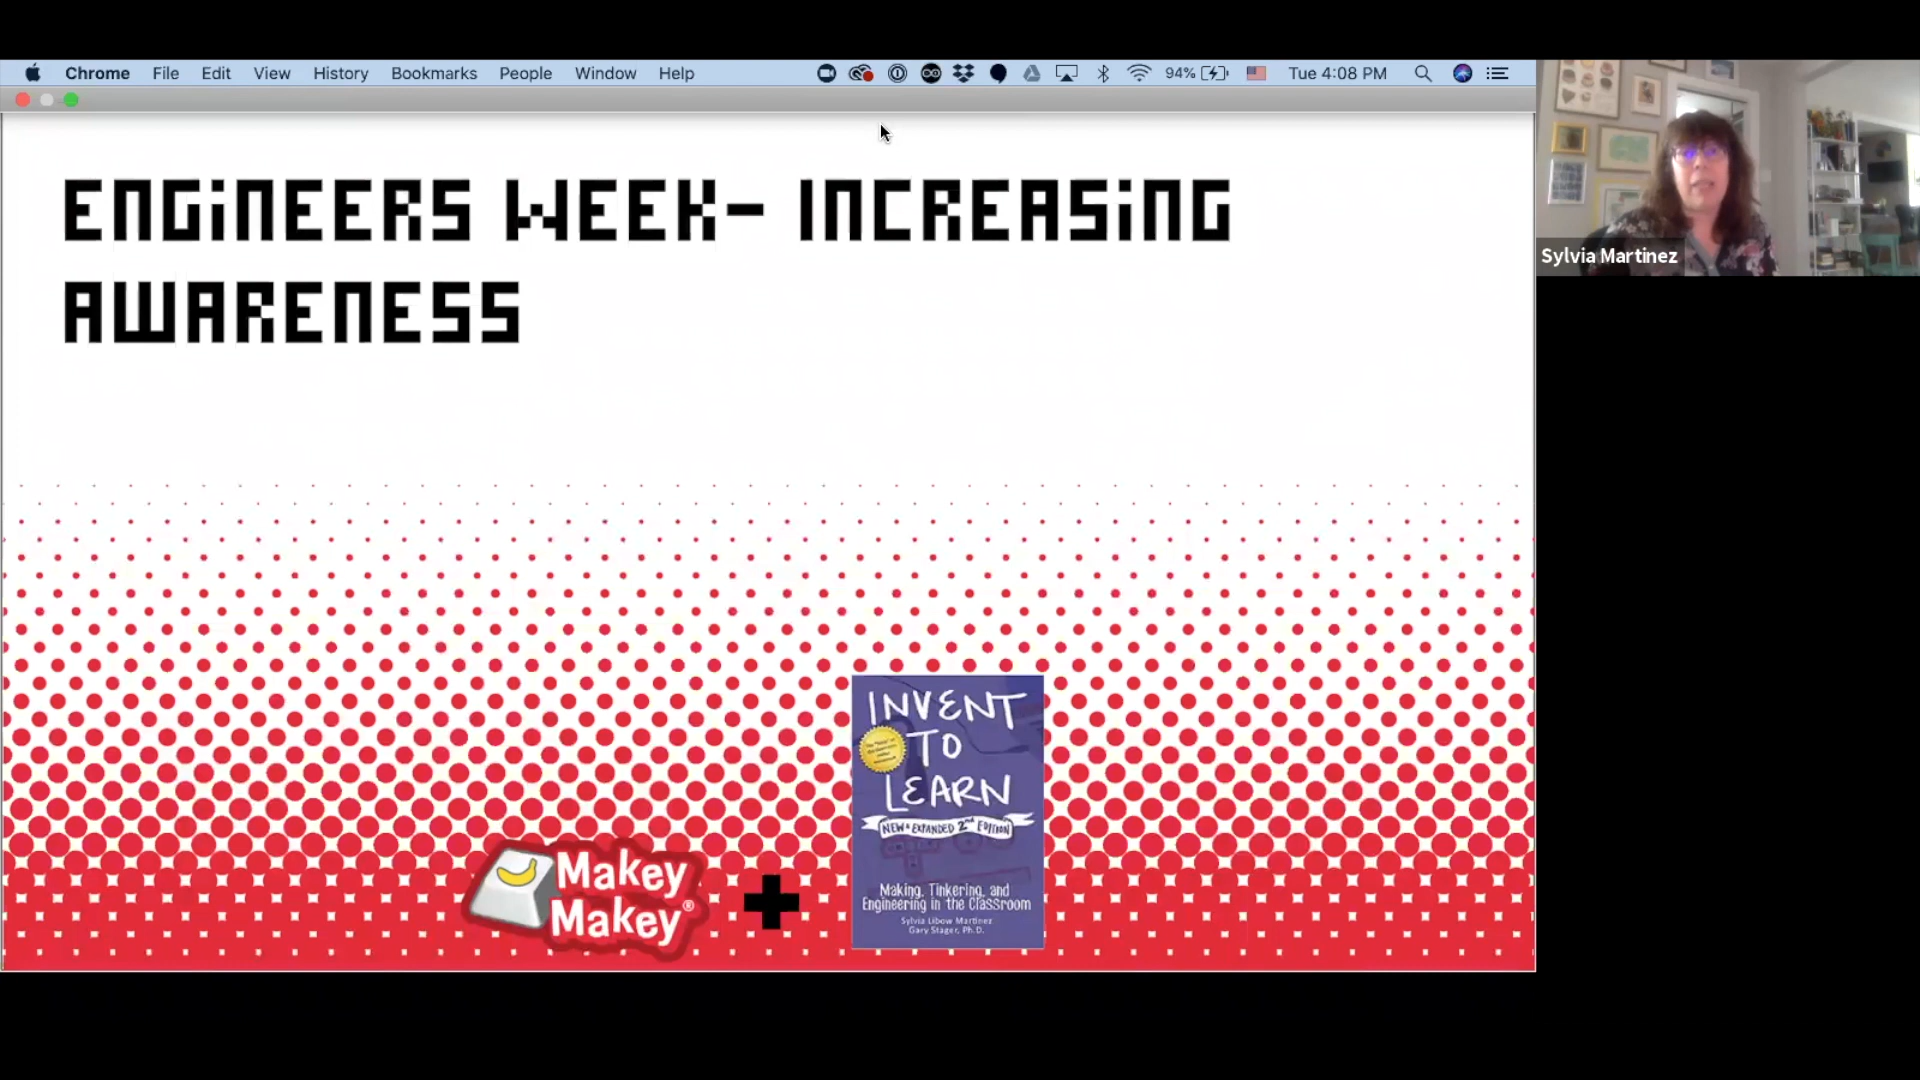 Chrome File Edit View History Bookmarks People Window Help 94% Tue 4:08 PM
ENGINEERS WEEK- INCREASING
AWARENESS
Sylvia Martinez
INVENT
TO
LEARN
NEW & EXPANDED 2nd EDITION
Making, Tinkering, and
Engineering in the Classroom
Sylvia Libow Martinez
Gary Stager, Ph.D.
Makey
Makey®